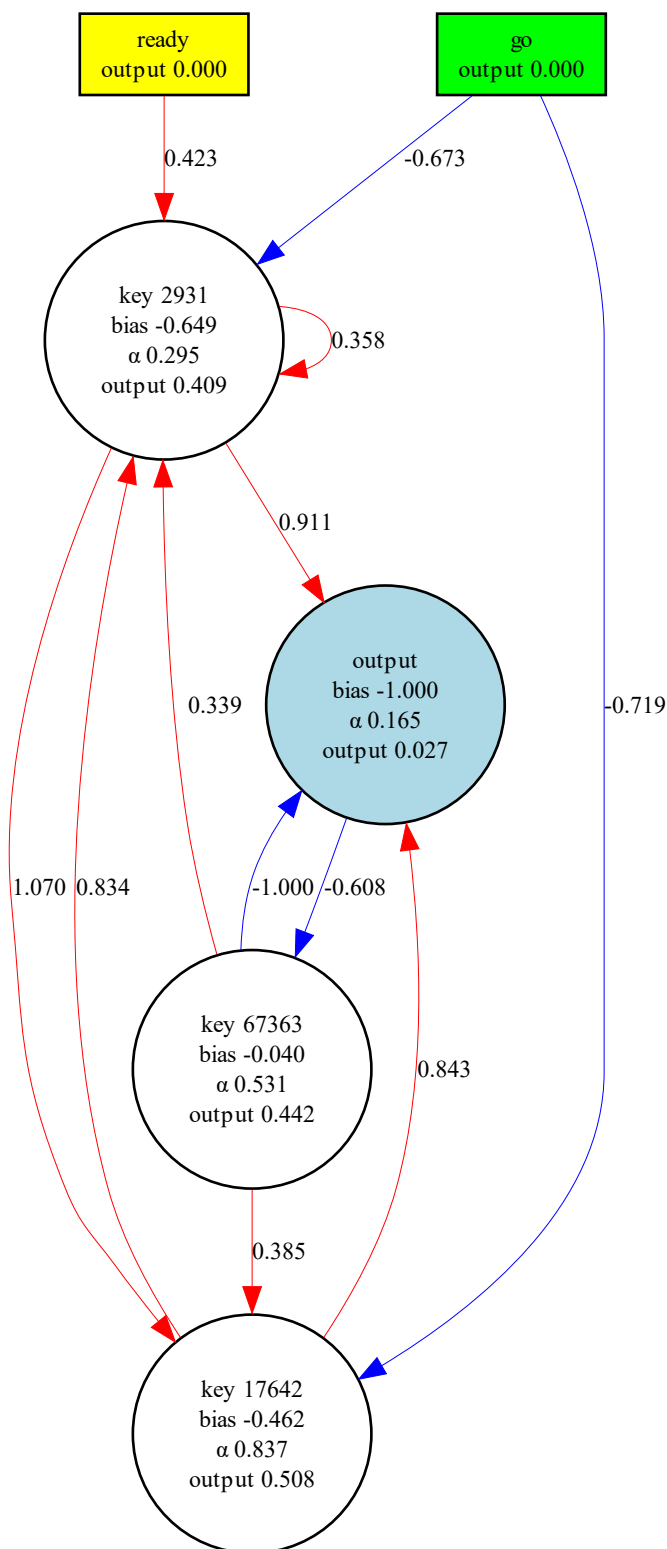 ready
output 0.000
go
output 0.000
0.423
-0.673
key 2931
bias -0.649
α 0.295
output 0.409
0.358
0.911
output
bias -1.000
α 0.165
output 0.027
0.339
-0.719
1.070
0.834
-1.000
-0.608
key 67363
bias -0.040
α 0.531
output 0.442
0.843
0.385
key 17642
bias -0.462
α 0.837
output 0.508